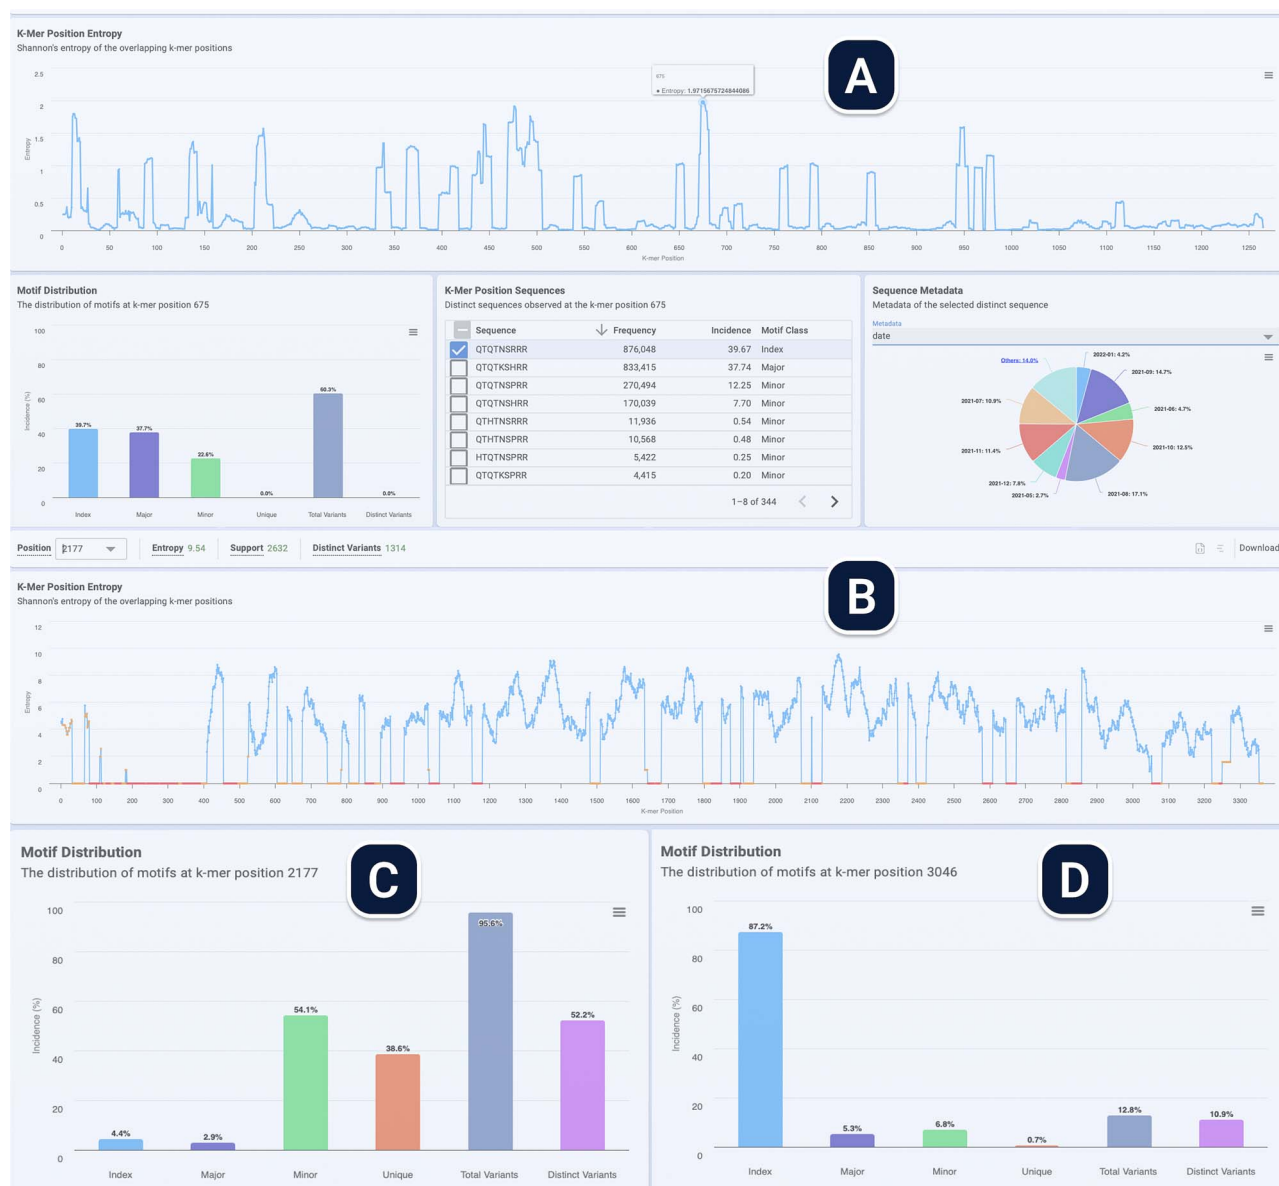 K-Mer Position Entropy
Shannon's entropy of the overlapping k-mer positions
A
675
● Entropy: 1.9715675724844086
2.5
2
1.5
1
0.5
0
Entropy
0 50 100 150 200 250 300 350 400 450 500 550 600 650 700 750 800 850 900 950 1000 1050 1100 1150 1200 1250
K-mer Position
Motif Distribution
The distribution of motifs at k-mer position 675
100
80
60
40
20
0
Incidence (%)
39.7%
37.7%
22.6%
0.0%
60.3%
0.0%
Index Major Minor Unique Total Variants Distinct Variants
K-Mer Position Sequences
Distinct sequences observed at the k-mer position 675
Sequence Frequency Incidence Motif Class
QTQTNSRRR 876,048 39.67 Index
QTQTKSHRR 833,415 37.74 Major
QTQTNSPRR 270,494 12.25 Minor
QTQTNSHRR 170,039 7.70 Minor
QTHTNSRRR 11,936 0.54 Minor
QTHTNSPRR 10,568 0.48 Minor
HTQTNSPRR 5,422 0.25 Minor
QTQTKSPRR 4,415 0.20 Minor
1–8 of 344
Sequence Metadata
Metadata of the selected distinct sequence
Metadata
date
Others: 14.0%
2022-01: 4.2%
2021-09: 14.7%
2021-06: 4.7%
2021-10: 12.5%
2021-08: 17.1%
2021-05: 2.7%
2021-12: 7.8%
2021-11: 11.4%
2021-07: 10.9%
Position 2177 Entropy 9.54 Support 2632 Distinct Variants 1314 Download
K-Mer Position Entropy
Shannon's entropy of the overlapping k-mer positions
B
12
10
8
6
4
2
0
Entropy
0 100 200 300 400 500 600 700 800 900 1000 1100 1200 1300 1400 1500 1600 1700 1800 1900 2000 2100 2200 2300 2400 2500 2600 2700 2800 2900 3000 3100 3200 3300
K-mer Position
Motif Distribution
The distribution of motifs at k-mer position 2177
C
100
80
60
40
20
0
Incidence (%)
4.4%
2.9%
54.1%
38.6%
95.6%
52.2%
Index Major Minor Unique Total Variants Distinct Variants
Motif Distribution
The distribution of motifs at k-mer position 3046
D
100
80
60
40
20
0
Incidence (%)
87.2%
5.3%
6.8%
0.7%
12.8%
10.9%
Index Major Minor Unique Total Variants Distinct Variants